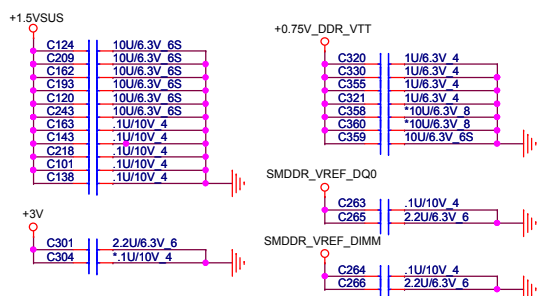 +1.5VSUS
C124 10U/6.3V_6S
C209 10U/6.3V_6S
C162 10U/6.3V_6S
C193 10U/6.3V_6S
C120 10U/6.3V_6S
C243 10U/6.3V_6S
C163 .1U/10V_4
C143 .1U/10V_4
C218 .1U/10V_4
C101 .1U/10V_4
C138 .1U/10V_4
+3V
C301 2.2U/6.3V_6
C304 *.1U/10V_4
+0.75V_DDR_VTT
C320 1U/6.3V_4
C330 1U/6.3V_4
C355 1U/6.3V_4
C321 1U/6.3V_4
C358 *10U/6.3V_8
C360 *10U/6.3V_8
C359 10U/6.3V_6S
SMDDR_VREF_DQ0
C263 .1U/10V_4
C265 2.2U/6.3V_6
SMDDR_VREF_DIMM
C264 .1U/10V_4
C266 2.2U/6.3V_6